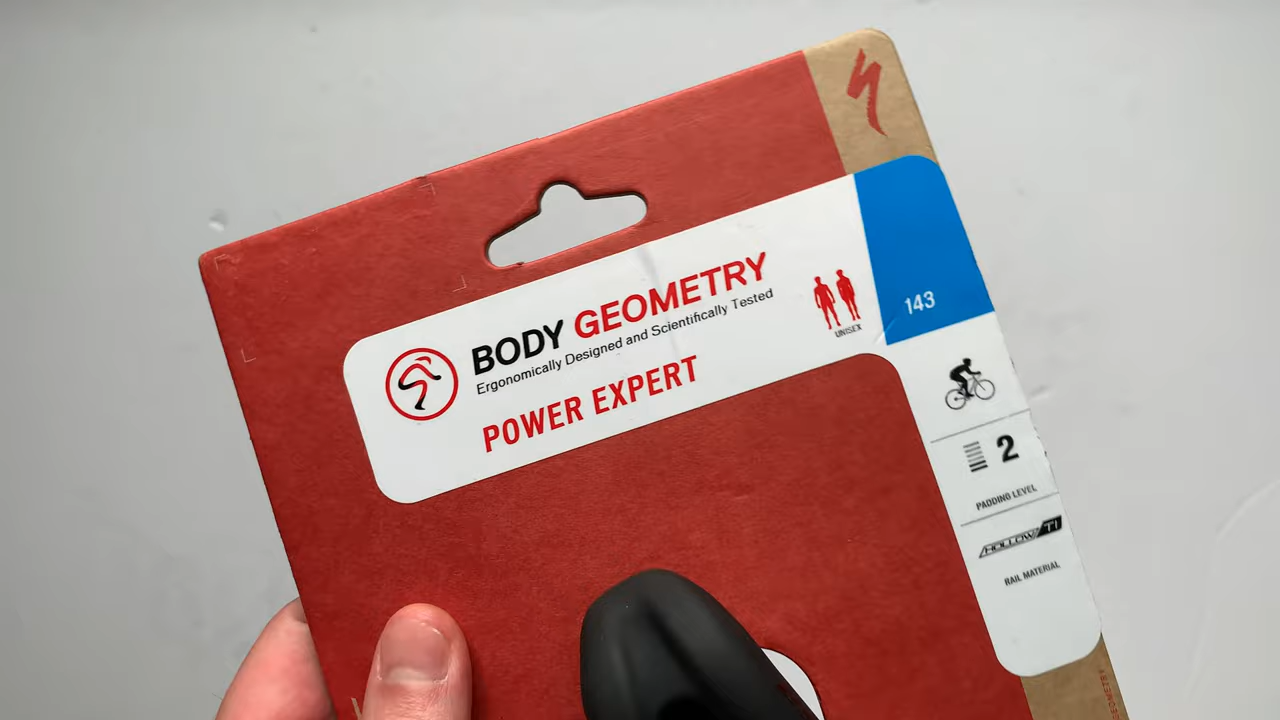 BODY GEOMETRY
Ergonomically Designed and Scientifically Tested
POWER EXPERT
UNISEX
143
2
PADDING LEVEL
HOLLOW TI
RAIL MATERIAL